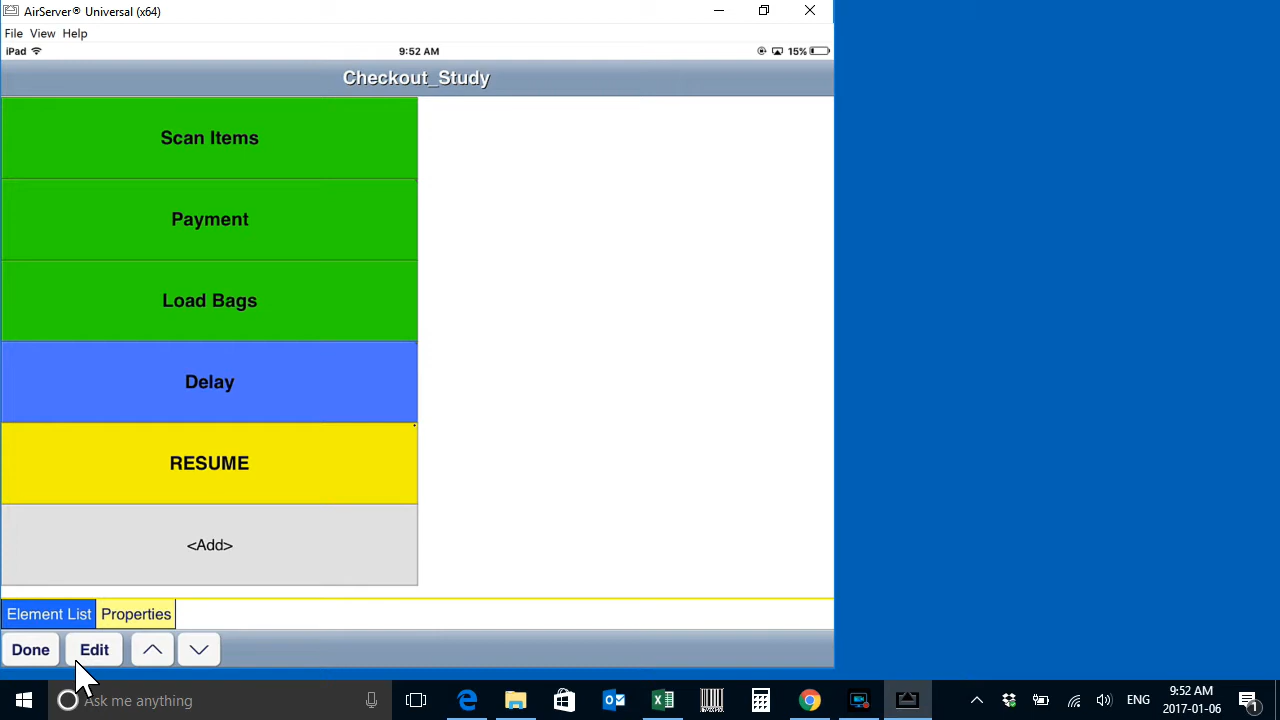 AirServer® Universal (x64)
File View Help
iPad 9:52 AM 15%
Checkout_Study
Scan Items
Payment
Load Bags
Delay
RESUME
<Add>
Element List Properties
Done Edit
Ask me anything ENG 9:52 AM
2017-01-06 1